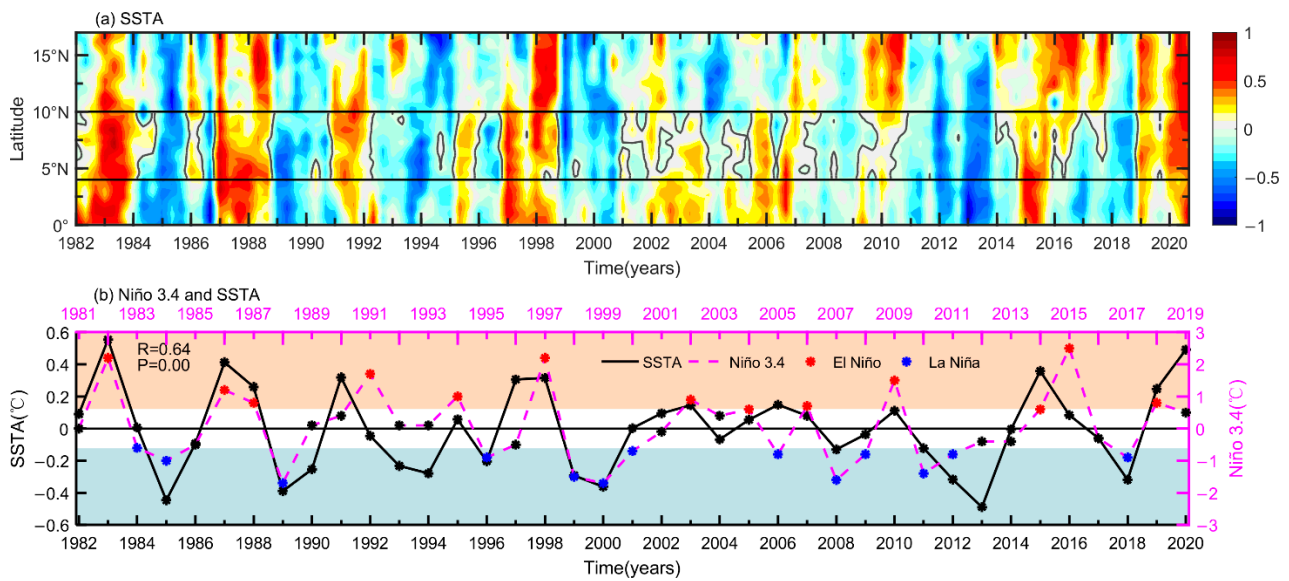 (a) SSTA
15°N
10°N
5°N
0°
Latitude
1982 1984 1986 1988 1990 1992 1994 1996 1998 2000 2002 2004 2006 2008 2010 2012 2014 2016 2018 2020
Time(years)
1
0.5
0
−0.5
−1
(b) Niño 3.4 and SSTA
1981 1983 1985 1987 1989 1991 1993 1995 1997 1999 2001 2003 2005 2007 2009 2011 2013 2015 2017 2019
R=0.64
P=0.00
SSTA Niño 3.4 El Niño La Niña
0.6
0.4
0.2
0
−0.2
−0.4
−0.6
SSTA(℃)
3
2
1
0
−1
−2
−3
Niño 3.4(℃)
1982 1984 1986 1988 1990 1992 1994 1996 1998 2000 2002 2004 2006 2008 2010 2012 2014 2016 2018 2020
Time(years)